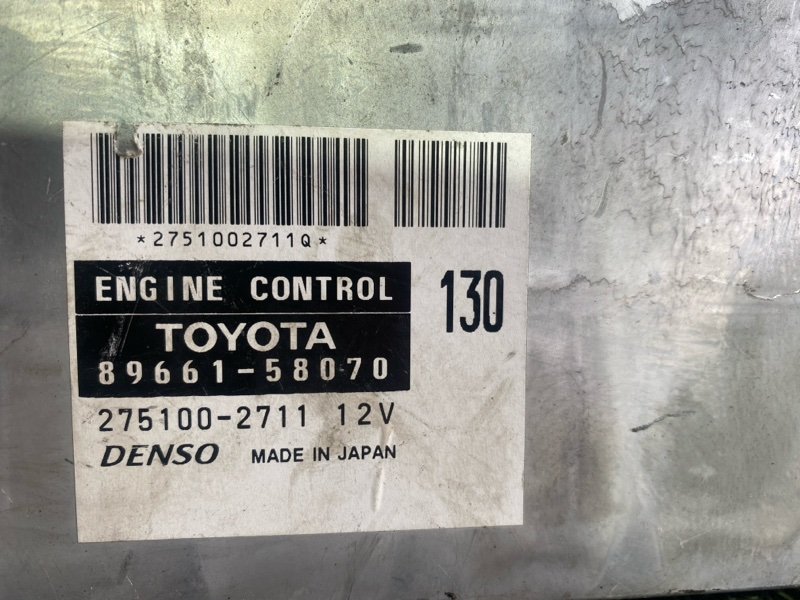 *2751002711Q*
ENGINE CONTROL
130
TOYOTA
89661-58070
275100-2711 12V
DENSO MADE IN JAPAN